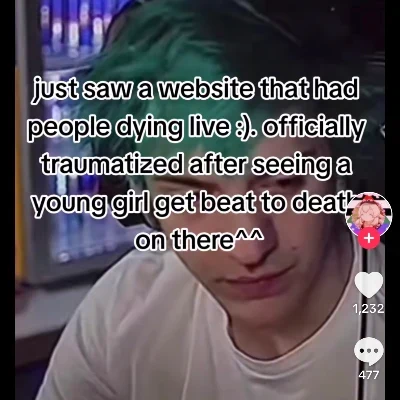 just saw a website that had
people dying live :). officially
traumatized after seeing a
young girl get beat to death
on there^^
1,232
477